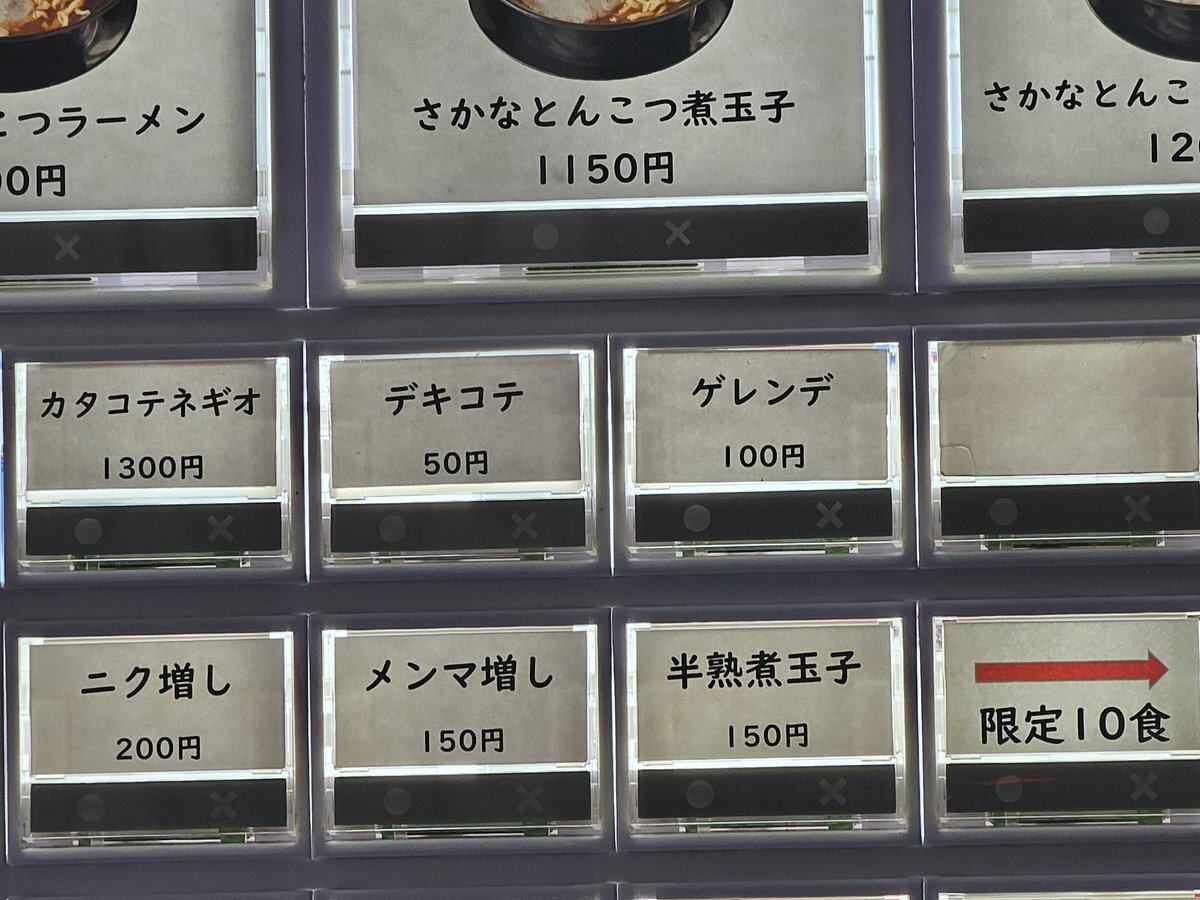 こつラーメン
00円
さかなとんこつ煮玉子
1150円
さかなとんこ
120
カタコテネギオ
1300円
デキコテ
50円
ゲレンデ
100円
ニク増し
200円
メンマ増し
150円
半熟煮玉子
150円
限定10食